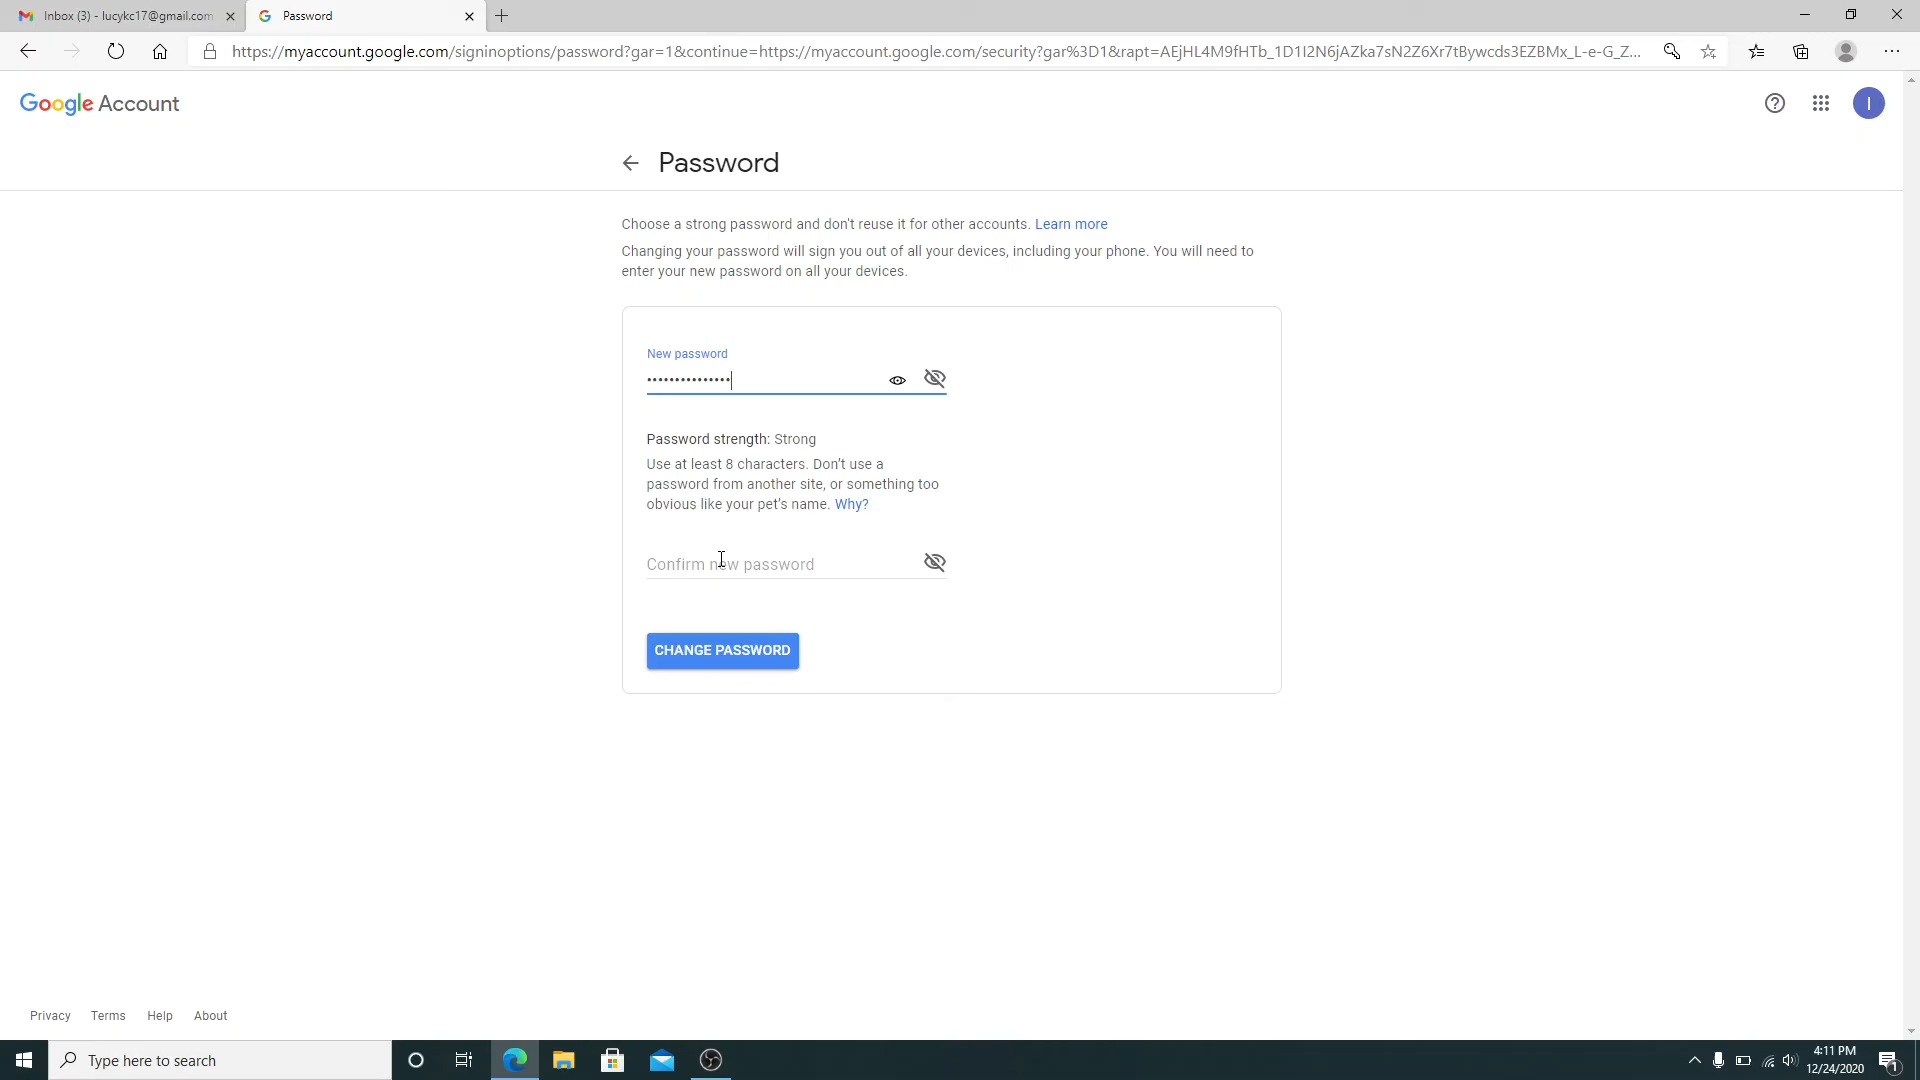 Inbox (3) - lucykc17@gmail.com
Password
https://myaccount.google.com/signinoptions/password?gar=1&continue=https://myaccount.google.com/security?gar%3D1&rapt=AEjHL4M9fHTb_1D1I2N6jAZka7sN2Z6Xr7tBywcds3EZBMx_L-e-G_Z...
Google Account
I
Password
Choose a strong password and don't reuse it for other accounts. Learn more
Changing your password will sign you out of all your devices, including your phone. You will need to
enter your new password on all your devices.
New password
•••••••••••••••
Password strength: Strong
Use at least 8 characters. Don't use a
password from another site, or something too
obvious like your pet's name. Why?
Confirm new password
CHANGE PASSWORD
Privacy Terms Help About
Type here to search
4:11 PM
12/24/2020
1